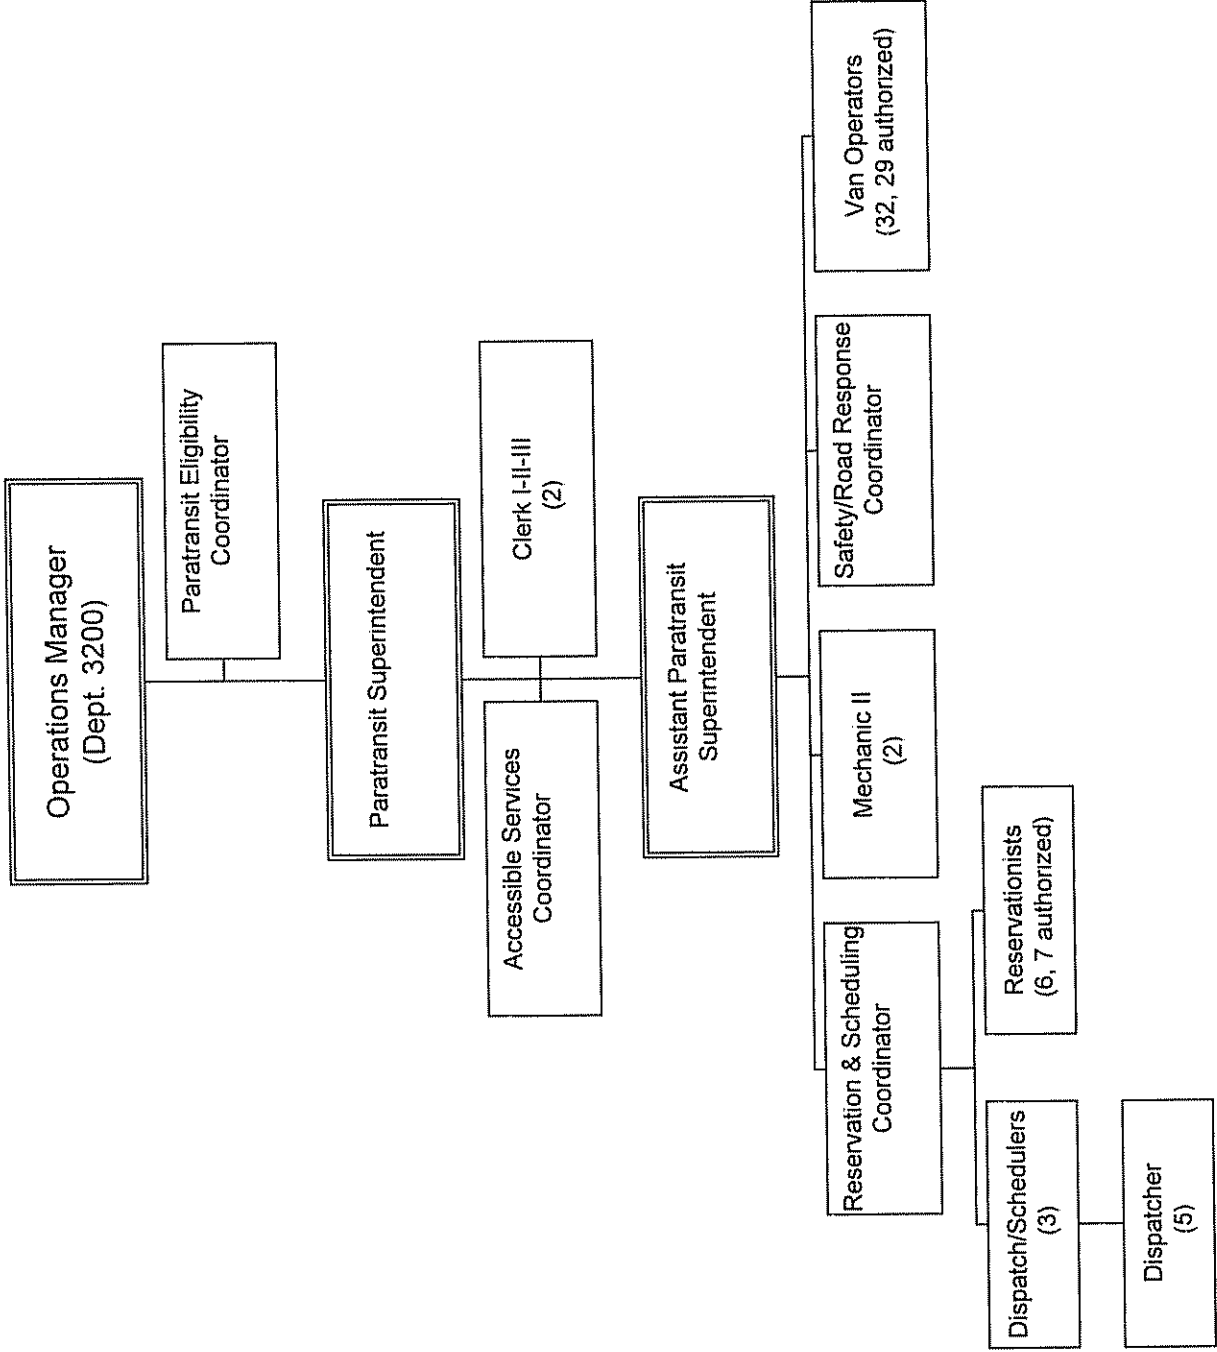 Operations Manager
(Dept. 3200)
Paratransit Eligibility
Coordinator
Paratransit Superintendent
Accessible Services
Coordinator
Clerk I-II-III
(2)
Assistant Paratransit
Superintendent
Reservation & Scheduling
Coordinator
Mechanic II
(2)
Safety/Road Response
Coordinator
Van Operators
(32, 29 authorized)
Dispatch/Schedulers
(3)
Reservationists
(6, 7 authorized)
Dispatcher
(5)